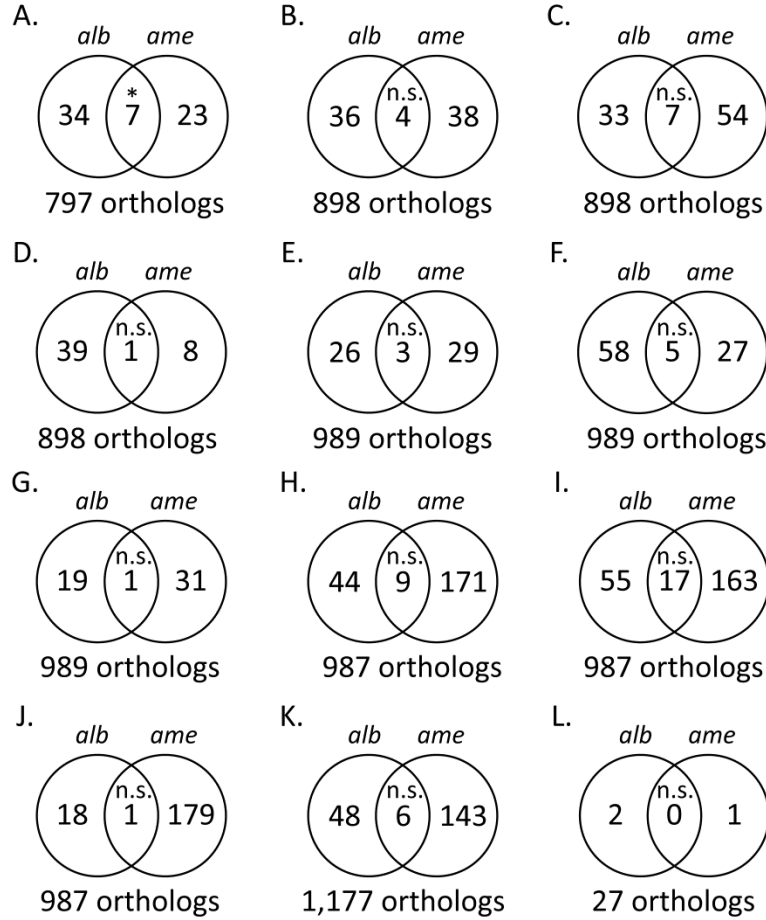 A. B. C.
alb ame alb ame alb ame
* n.s. n.s.
34 7 23 36 4 38 33 7 54
797 orthologs 898 orthologs 898 orthologs
D. E. F.
alb ame alb ame alb ame
n.s. n.s. n.s.
39 1 8 26 3 29 58 5 27
898 orthologs 989 orthologs 989 orthologs
G. H. I.
alb ame alb ame alb ame
n.s. n.s. n.s.
19 1 31 44 9 171 55 17 163
989 orthologs 987 orthologs 987 orthologs
J. K. L.
alb ame alb ame alb ame
n.s. n.s. n.s.
18 1 179 48 6 143 2 0 1
987 orthologs 1,177 orthologs 27 orthologs